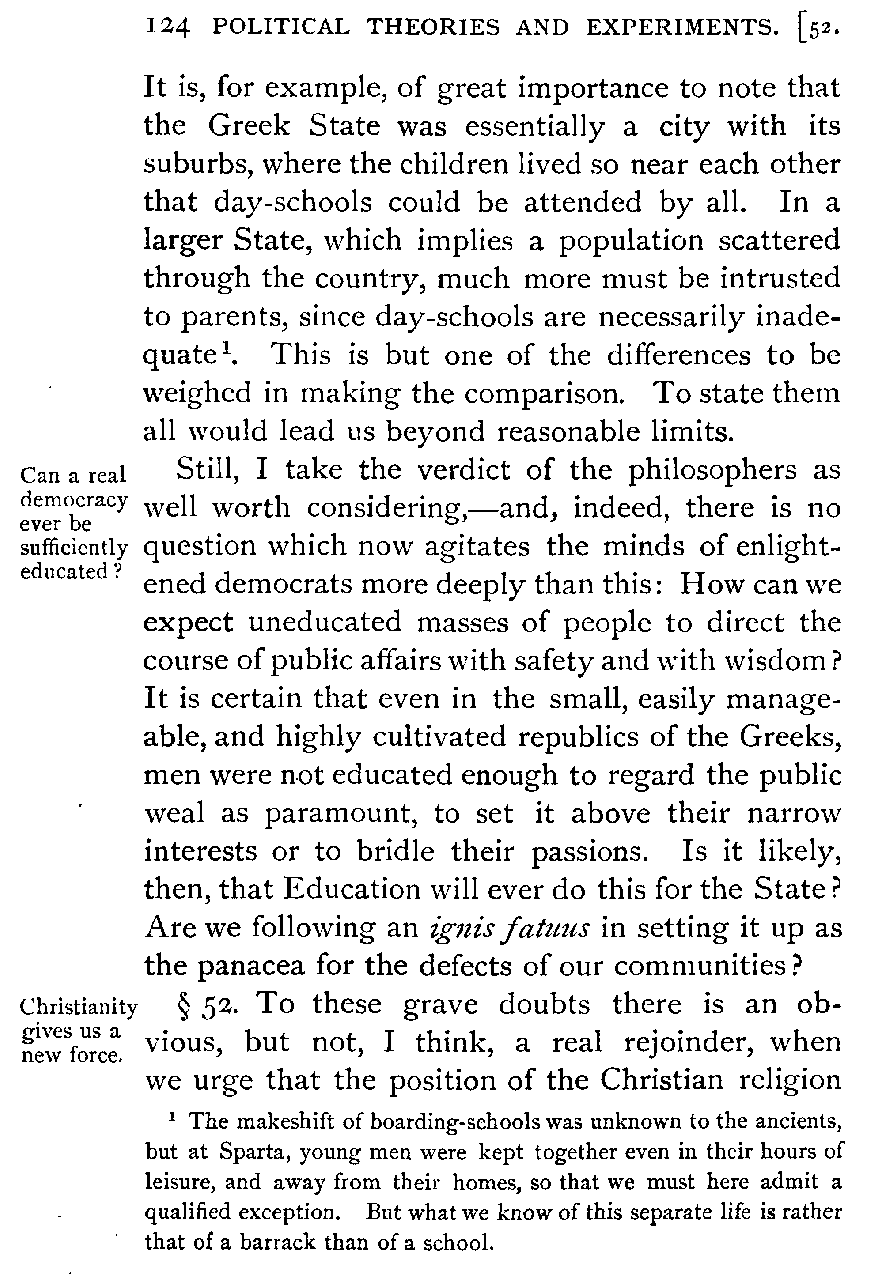 124 POLITICAL THEORIES AND EXPERIMENTS. [52.
It is, for example, of great importance to note that
the Greek State was essentially a city with its
suburbs, where the children lived so near each other
that day-schools could be attended by all. In a
larger State, which implies a population scattered
through the country, much more must be intrusted
to parents, since day-schools are necessarily inade-
quate¹. This is but one of the differences to be
weighed in making the comparison. To state them
all would lead us beyond reasonable limits.
Can a real
democracy
ever be
sufficiently
educated?
Still, I take the verdict of the philosophers as
well worth considering,—and, indeed, there is no
question which now agitates the minds of enlight-
ened democrats more deeply than this: How can we
expect uneducated masses of people to direct the
course of public affairs with safety and with wisdom?
It is certain that even in the small, easily manage-
able, and highly cultivated republics of the Greeks,
men were not educated enough to regard the public
weal as paramount, to set it above their narrow
interests or to bridle their passions. Is it likely,
then, that Education will ever do this for the State?
Are we following an ignis fatuus in setting it up as
the panacea for the defects of our communities?
Christianity
gives us a
new force.
§ 52. To these grave doubts there is an ob-
vious, but not, I think, a real rejoinder, when
we urge that the position of the Christian religion
¹ The makeshift of boarding-schools was unknown to the ancients,
but at Sparta, young men were kept together even in their hours of
leisure, and away from their homes, so that we must here admit a
qualified exception. But what we know of this separate life is rather
that of a barrack than of a school.